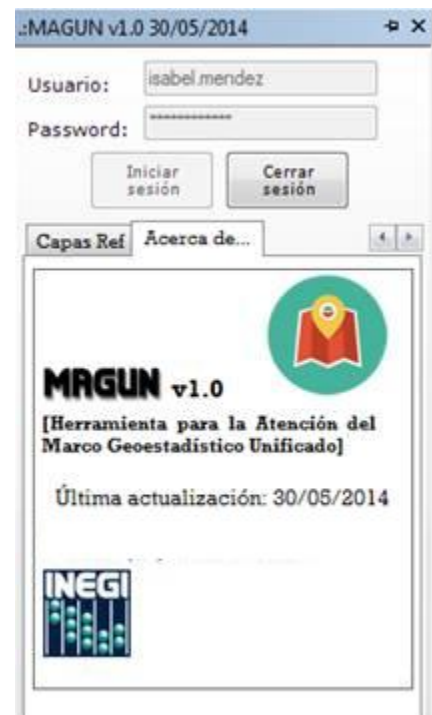 .:MAGUN v1.0 30/05/2014
Usuario: isabel.mendez
Password: ************
Iniciar sesión
Cerrar sesión
Capas Ref
Acerca de...
MAGUN v1.0
[Herramienta para la Atención del
Marco Geoestadístico Unificado]
Última actualización: 30/05/2014
INEGI